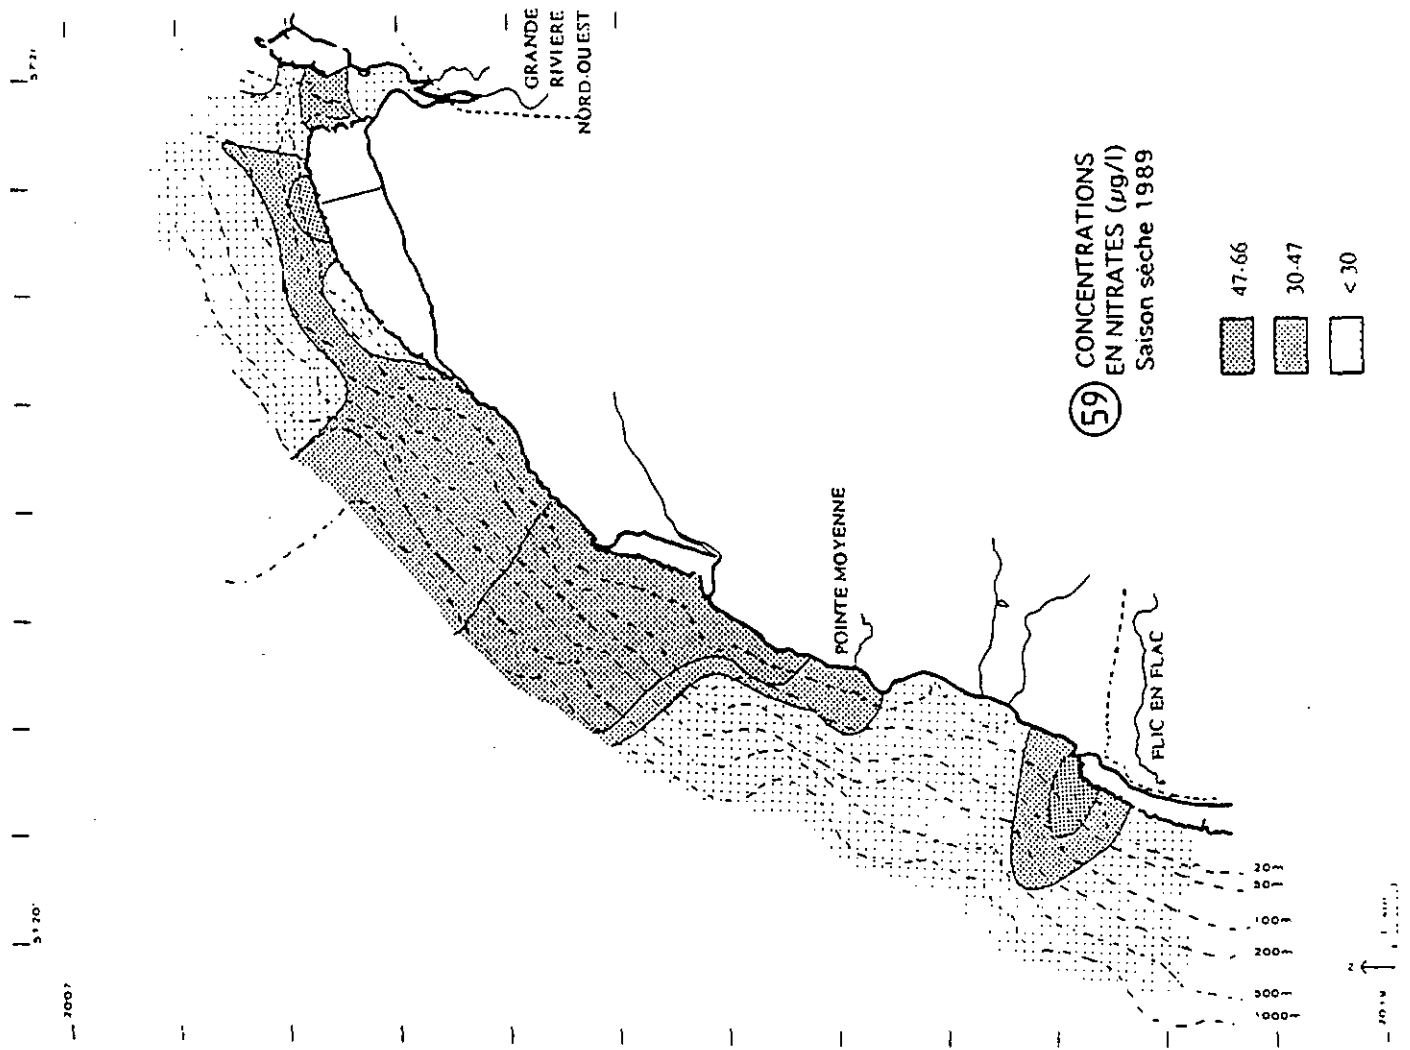 GRANDE
RIVIERE
NORD-OUEST
59 CONCENTRATIONS
EN NITRATES (µg/l)
Saison sèche 1989
47-66
30-47
< 30
POINTE MOYENNE
FLIC EN FLAC
20m
50m
100m
200m
500m
1000m
N